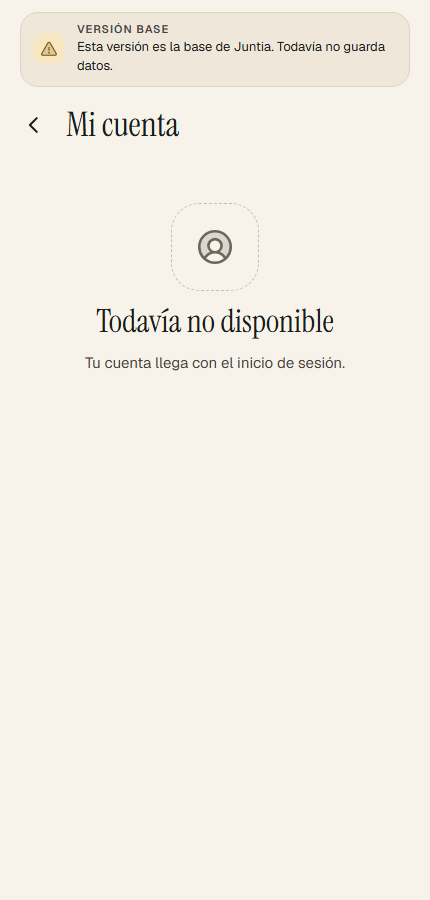 VERSIÓN BASE
Esta versión es la base de Juntia. Todavía no guarda
datos.
Mi cuenta
Todavía no disponible
Tu cuenta llega con el inicio de sesión.